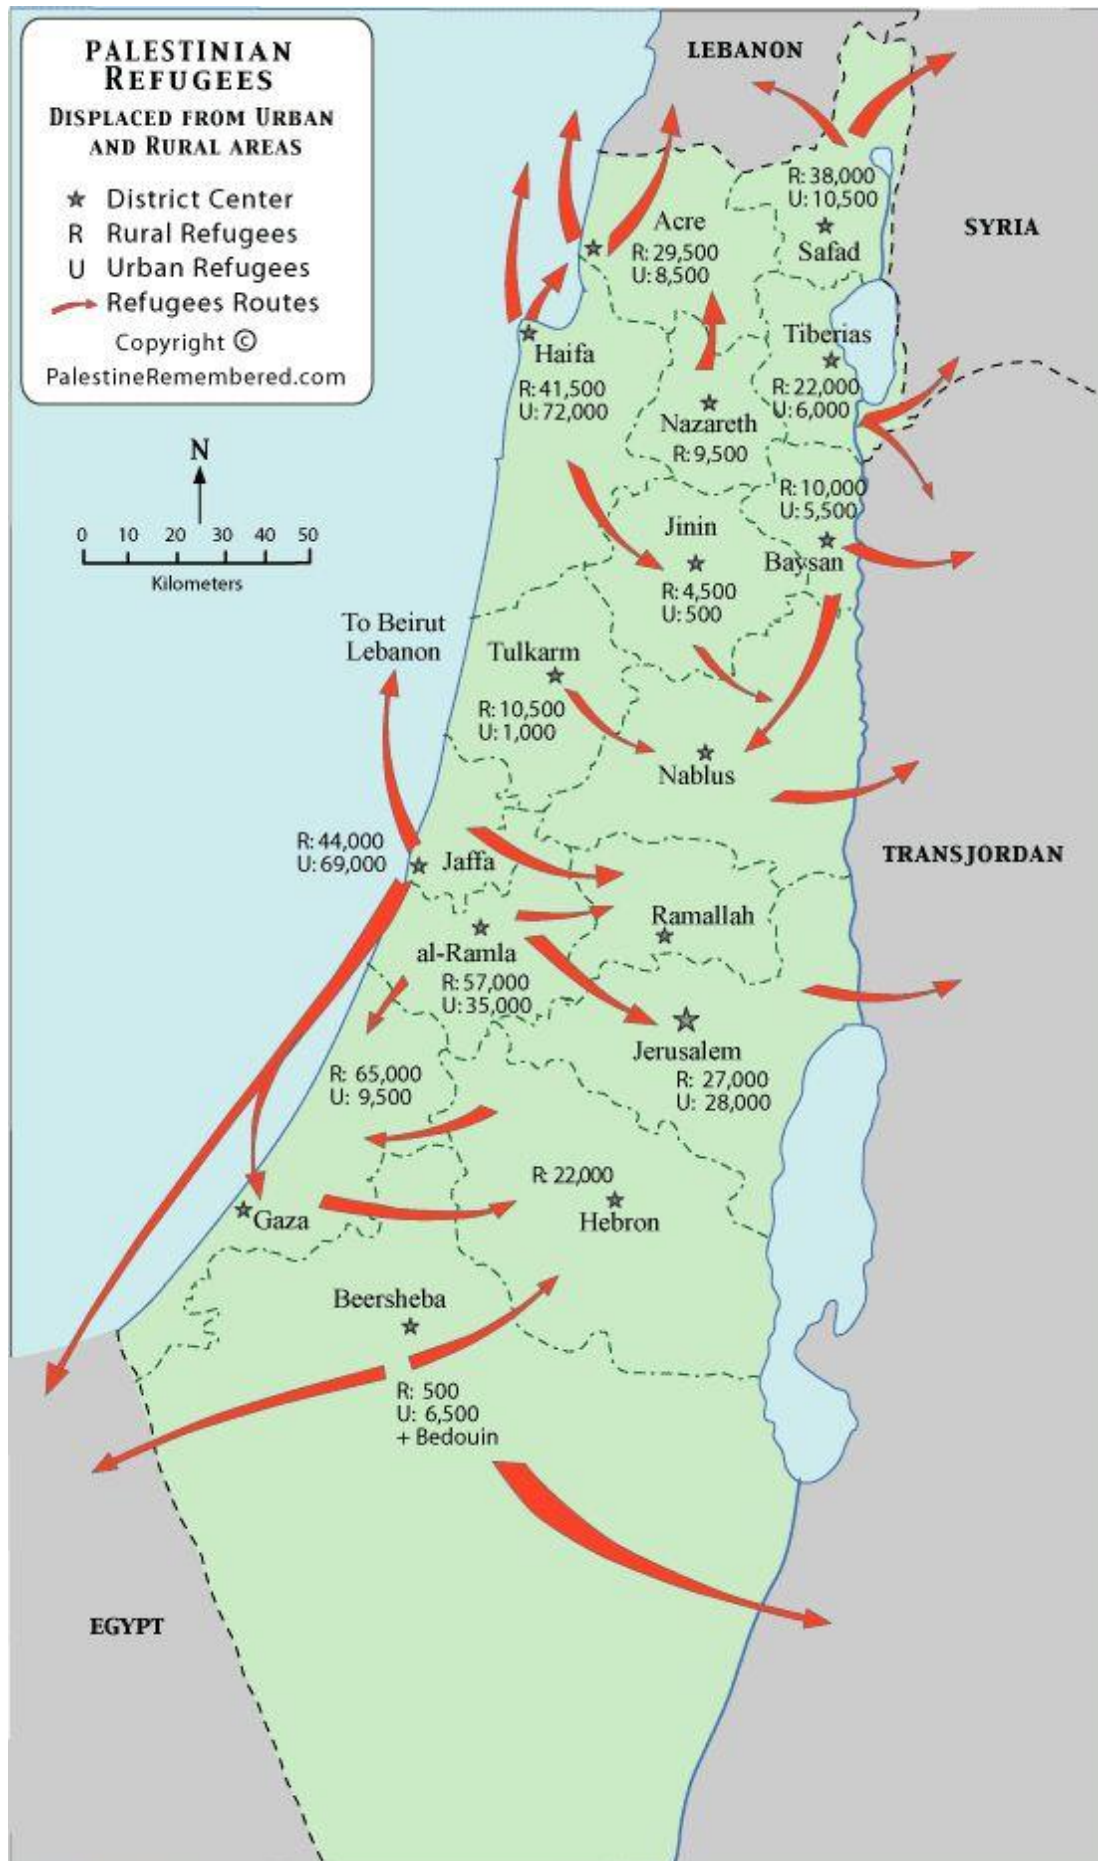 PALESTINIAN
REFUGEES
DISPLACED FROM URBAN
AND RURAL AREAS
District Center
R Rural Refugees
U Urban Refugees
Refugees Routes
Copyright ©
PalestineRemembered.com
N
0 10 20 30 40 50
Kilometers
LEBANON
SYRIA
R: 38,000
U: 10,500
Safad
Acre
R: 29,500
U: 8,500
Tiberias
R: 22,000
U: 6,000
Haifa
R: 41,500
U: 72,000
Nazareth
R: 9,500
R: 10,000
U: 5,500
Baysan
Jinin
R: 4,500
U: 500
To Beirut
Lebanon
Tulkarm
R: 10,500
U: 1,000
Nablus
TRANSJORDAN
R: 44,000
U: 69,000
Jaffa
Ramallah
al-Ramla
R: 57,000
U: 35,000
Jerusalem
R: 27,000
U: 28,000
R: 65,000
U: 9,500
Gaza
R: 22,000
Hebron
Beersheba
R: 500
U: 6,500
+ Bedouin
EGYPT